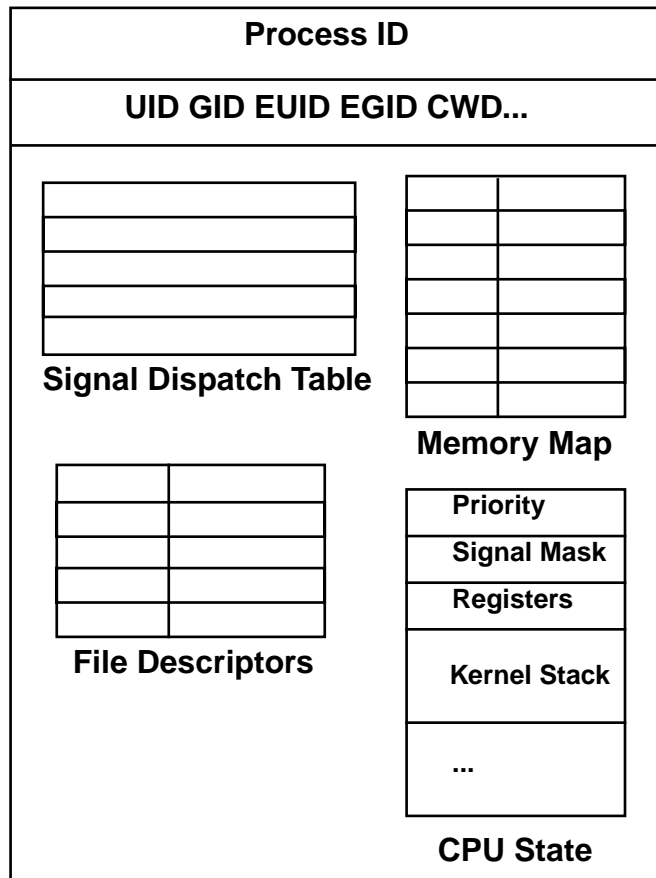 Process ID
UID GID EUID EGID CWD...
Signal Dispatch Table
Memory Map
File Descriptors
Priority
Signal Mask
Registers
Kernel Stack
...
CPU State